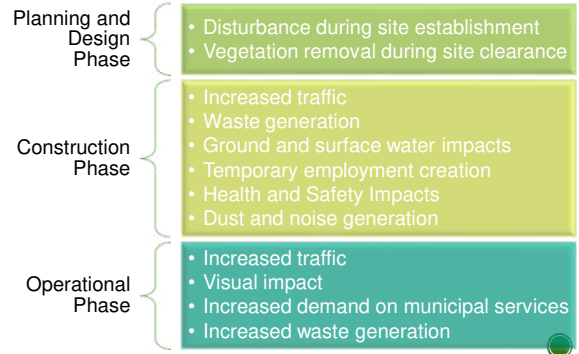 Planning and
Design
Phase
• Disturbance during site establishment
• Vegetation removal during site clearance
Construction
Phase
• Increased traffic
• Waste generation
• Ground and surface water impacts
• Temporary employment creation
• Health and Safety Impacts
• Dust and noise generation
Operational
Phase
• Increased traffic
• Visual impact
• Increased demand on municipal services
• Increased waste generation